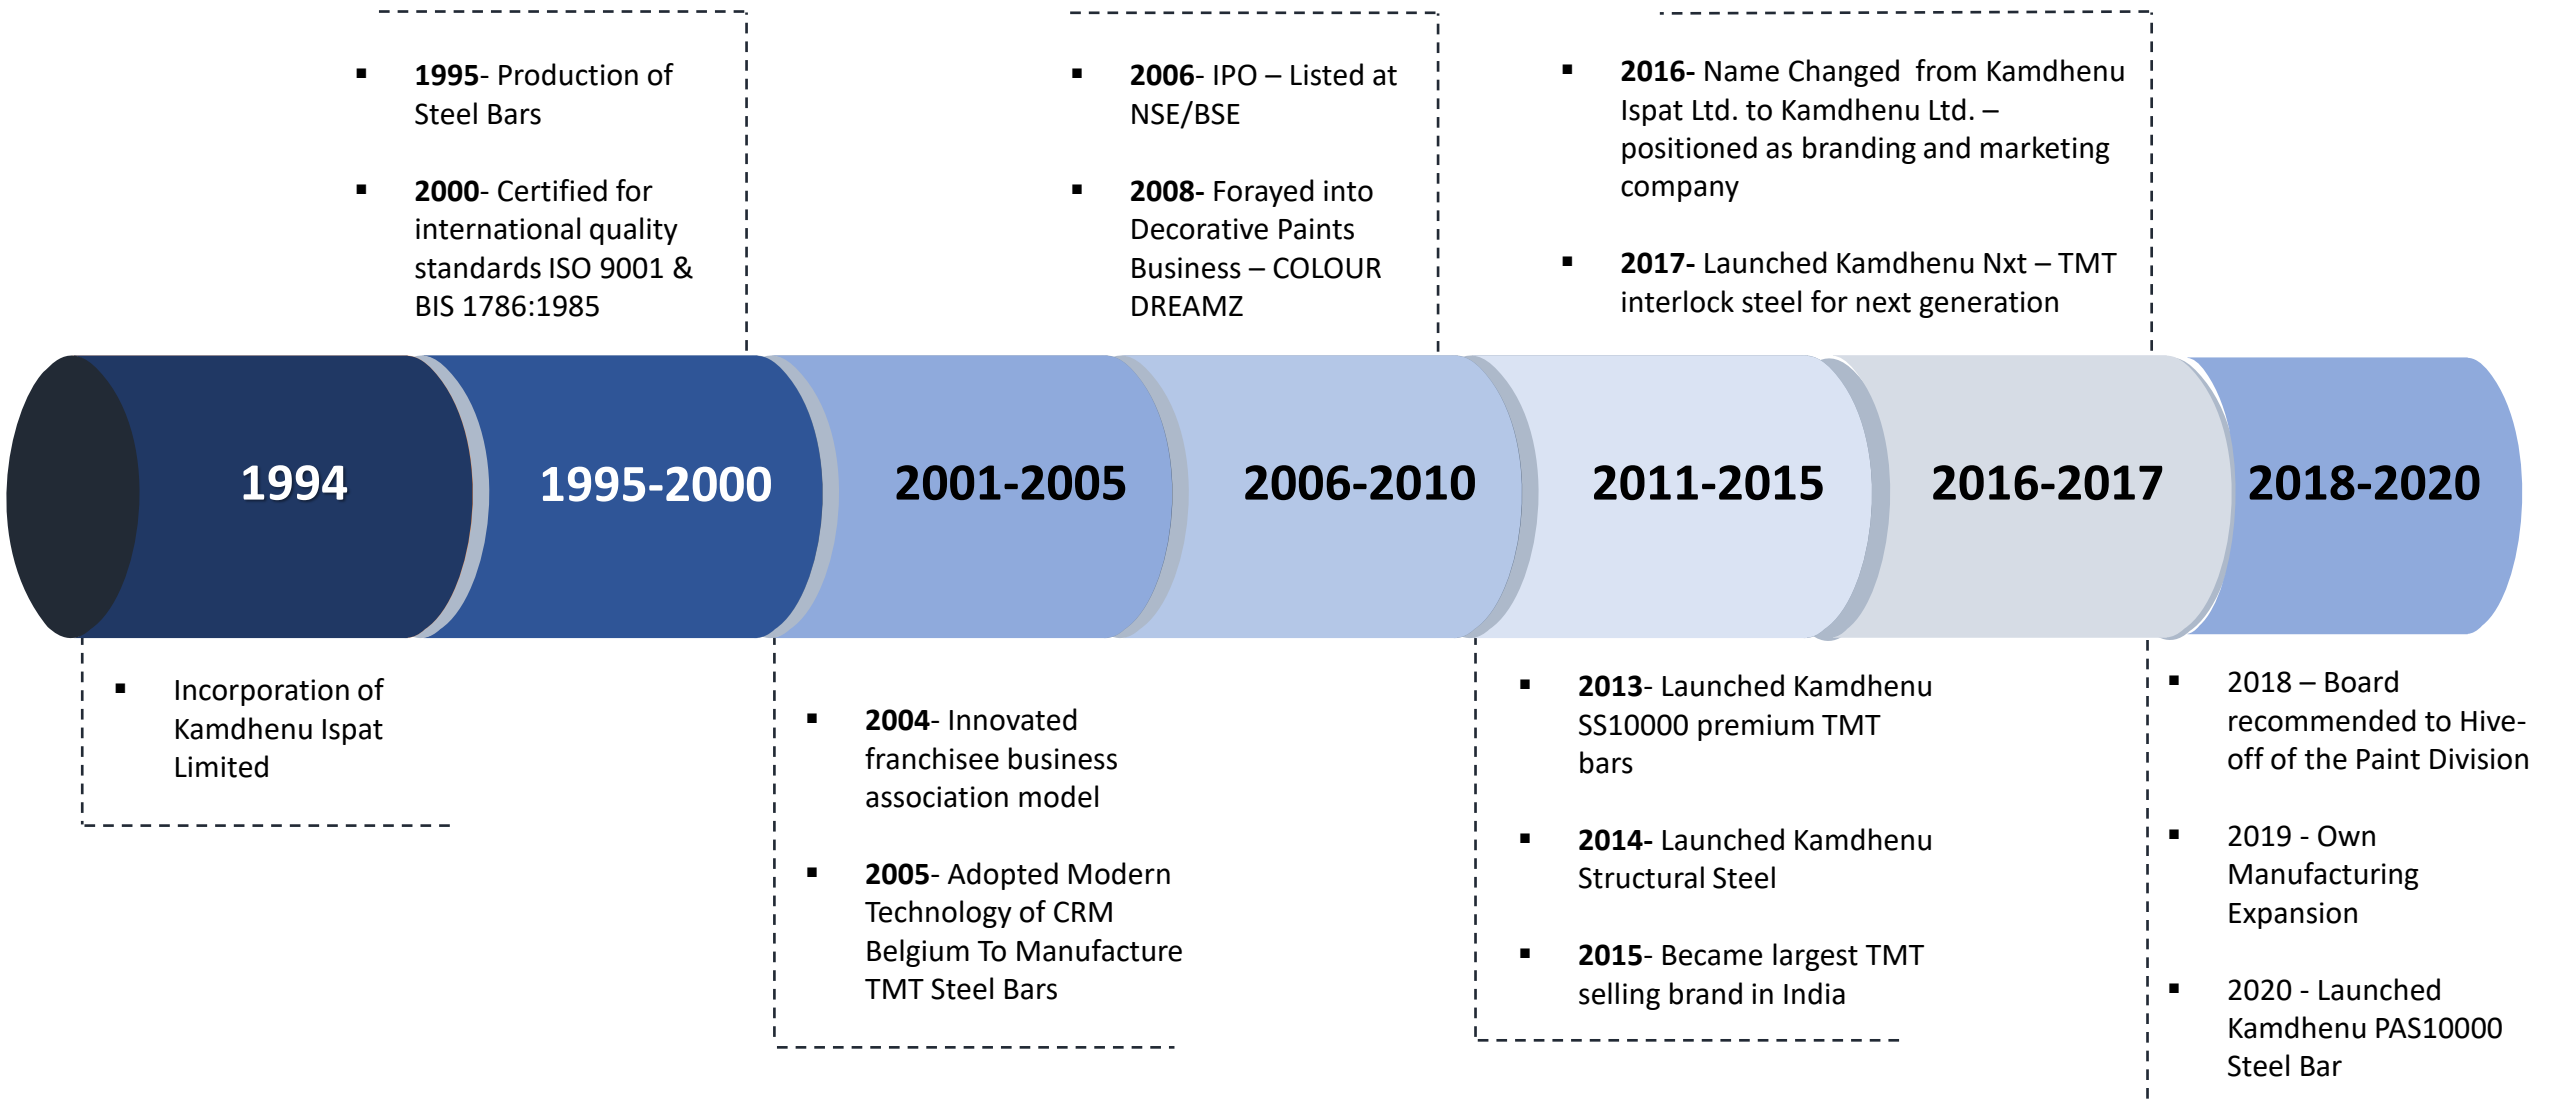 1995- Production of
Steel Bars
2000- Certified for
international quality
standards ISO 9001 &
BIS 1786:1985
2006- IPO – Listed at
NSE/BSE
2008- Forayed into
Decorative Paints
Business – COLOUR
DREAMZ
2016- Name Changed from Kamdhenu
Ispat Ltd. to Kamdhenu Ltd. –
positioned as branding and marketing
company
2017- Launched Kamdhenu Nxt – TMT
interlock steel for next generation
1994
1995-2000
2001-2005
2006-2010
2011-2015
2016-2017
2018-2020
Incorporation of
Kamdhenu Ispat
Limited
2004- Innovated
franchisee business
association model
2005- Adopted Modern
Technology of CRM
Belgium To Manufacture
TMT Steel Bars
2013- Launched Kamdhenu
SS10000 premium TMT
bars
2014- Launched Kamdhenu
Structural Steel
2015- Became largest TMT
selling brand in India
2018 – Board
recommended to Hive-
off of the Paint Division
2019 - Own
Manufacturing
Expansion
2020 - Launched
Kamdhenu PAS10000
Steel Bar